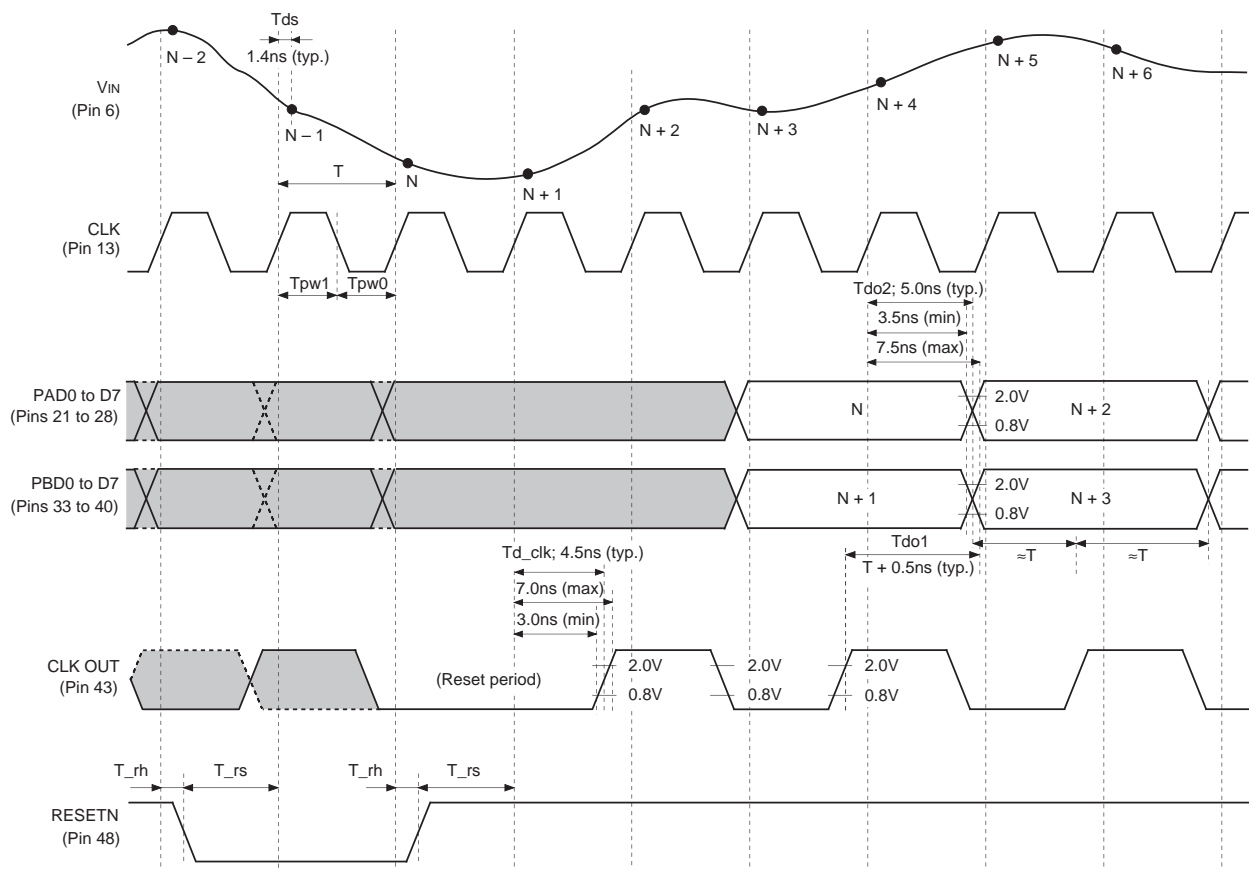 Tds
1.4ns (typ.)
N – 2
N + 5
N + 6
VIN
(Pin 6)
N – 1
N + 4
N + 2
N + 3
T
N
N + 1
CLK
(Pin 13)
Tpw1
Tpw0
Tdo2; 5.0ns (typ.)
3.5ns (min)
7.5ns (max)
PAD0 to D7
(Pins 21 to 28)
N
2.0V
0.8V
N + 2
PBD0 to D7
(Pins 33 to 40)
N + 1
2.0V
0.8V
N + 3
Tdo1
T + 0.5ns (typ.)
≈T
≈T
Td_clk; 4.5ns (typ.)
7.0ns (max)
3.0ns (min)
CLK OUT
(Pin 43)
(Reset period)
2.0V
0.8V
2.0V
0.8V
2.0V
0.8V
T_rh
T_rs
T_rh
T_rs
RESETN
(Pin 48)